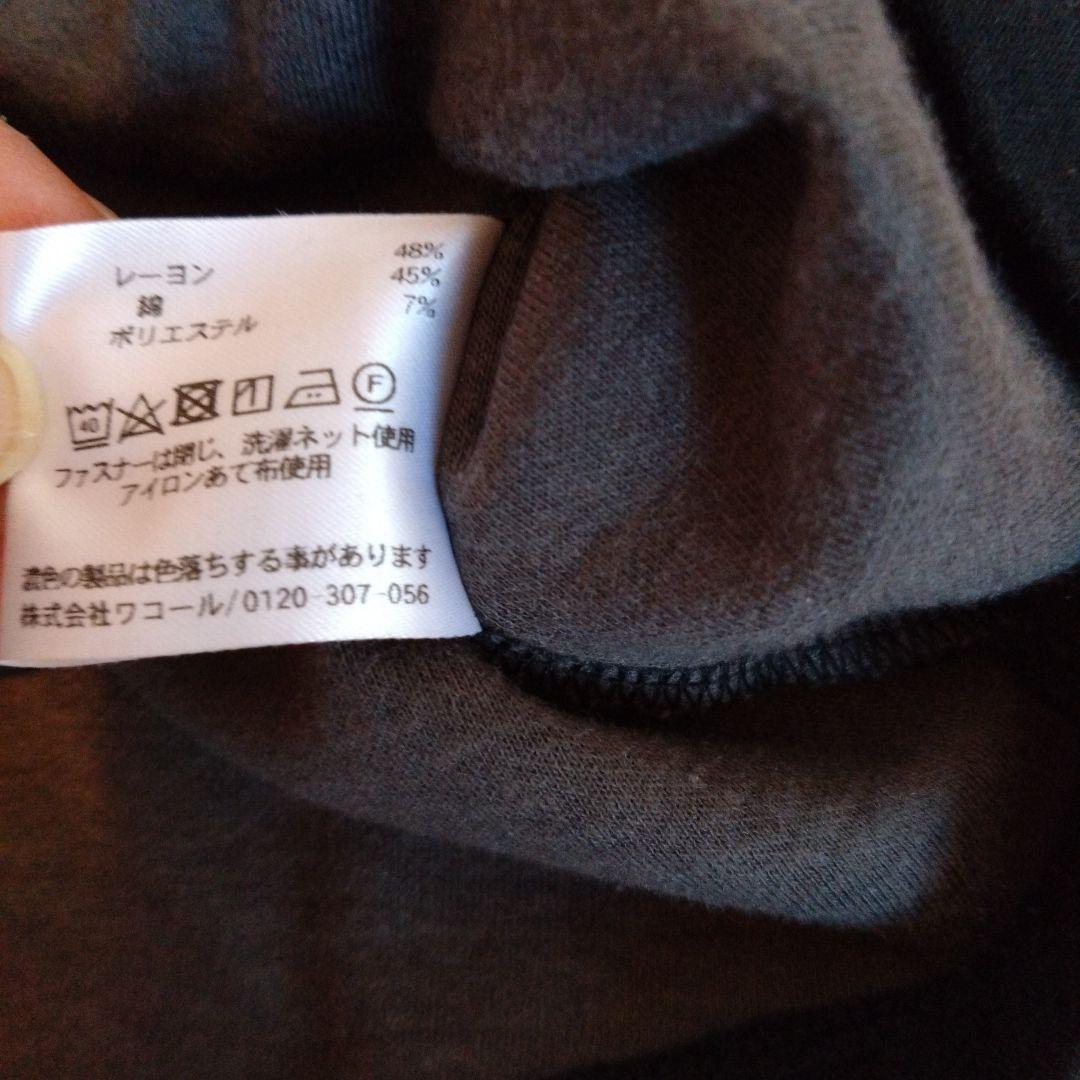 レーヨン 48%
綿 45%
ポリエステル 7%
40 F
ファスナーは閉じ、洗濯ネット使用
アイロンあて布使用
濃色の製品は色落ちする事があります
株式会社ワコール/0120-307-056